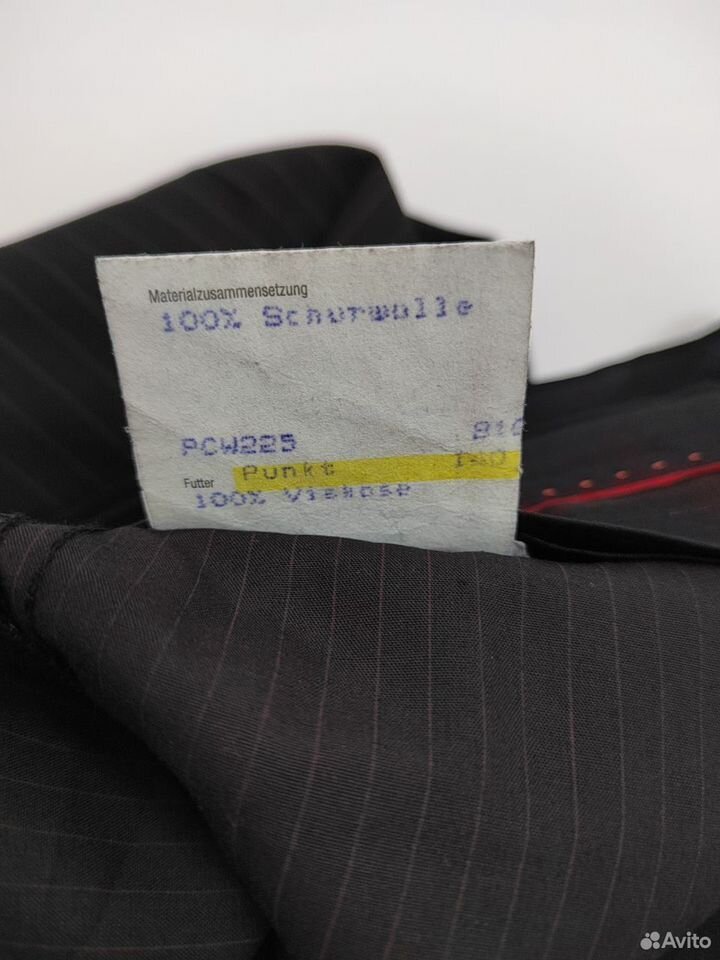 Materialzusammensetzung
100% Schurwolle
PCW225
Punkt
Futter
100% Viskose
Avito